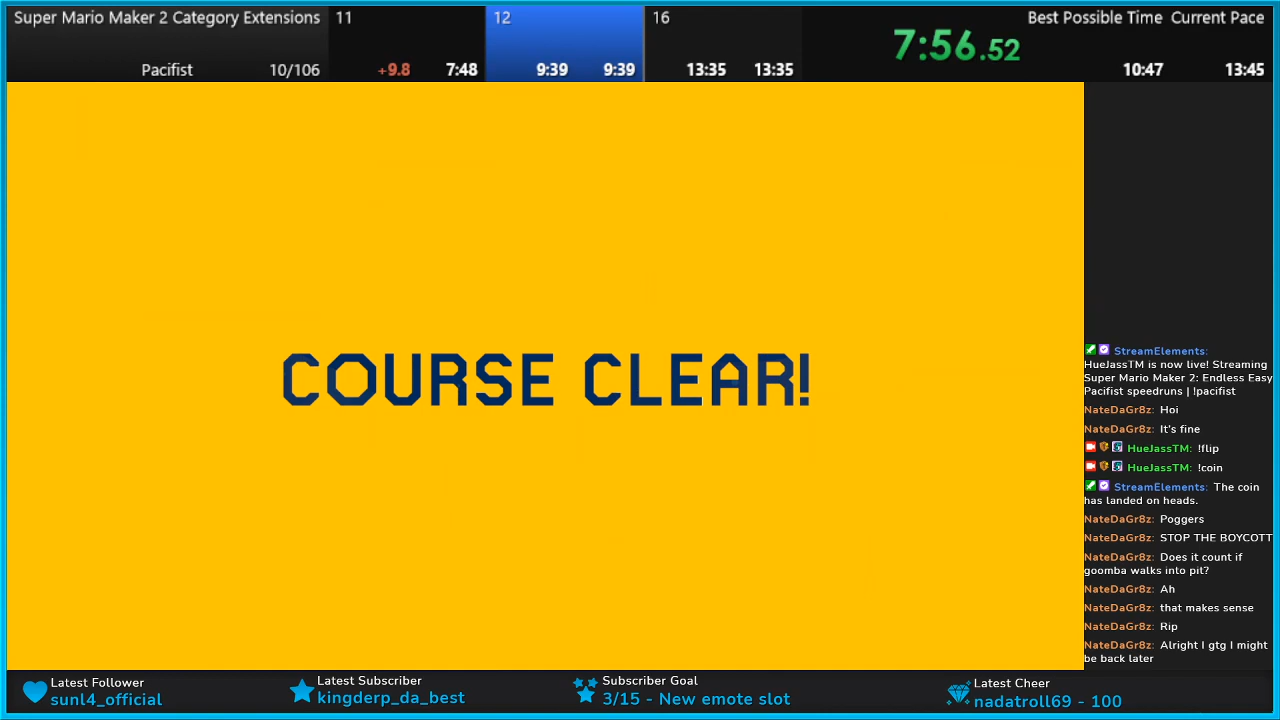 Super Mario Maker 2 Category Extensions
Pacifist 10/106
11
+9.8 7:48
12
9:39 9:39
16
13:35 13:35
7:56.52
Best Possible Time Current Pace
10:47 13:45
COURSE CLEAR!
StreamElements:
HueJassTM is now live! Streaming
Super Mario Maker 2: Endless Easy
Pacifist speedruns | !pacifist
NateDaGr8z: Hoi
NateDaGr8z: It's fine
HueJassTM: !flip
HueJassTM: !coin
StreamElements: The coin
has landed on heads.
NateDaGr8z: Poggers
NateDaGr8z: STOP THE BOYCOTT
NateDaGr8z: Does it count if
goomba walks into pit?
NateDaGr8z: Ah
NateDaGr8z: that makes sense
NateDaGr8z: Rip
NateDaGr8z: Alright I gtg I might
be back later
Latest Follower
sunl4_official
Latest Subscriber
kingderp_da_best
Subscriber Goal
3/15 - New emote slot
Latest Cheer
nadatroll69 - 100